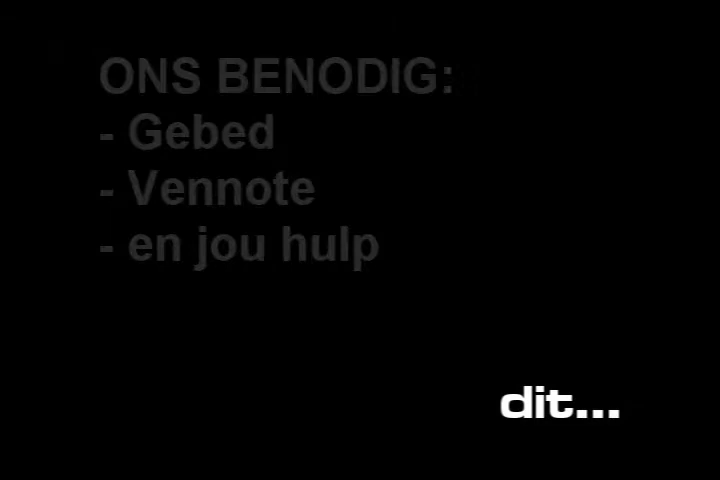 ONS BENODIG:
- Gebed
- Vennote
- en jou hulp
dit...